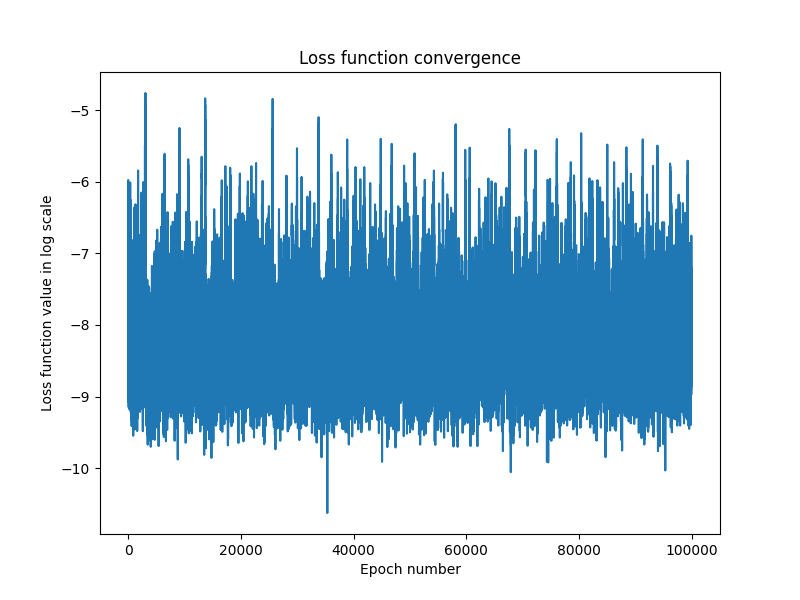 Loss function convergence
Loss function value in log scale
−5
−6
−7
−8
−9
−10
0 20000 40000 60000 80000 100000
Epoch number